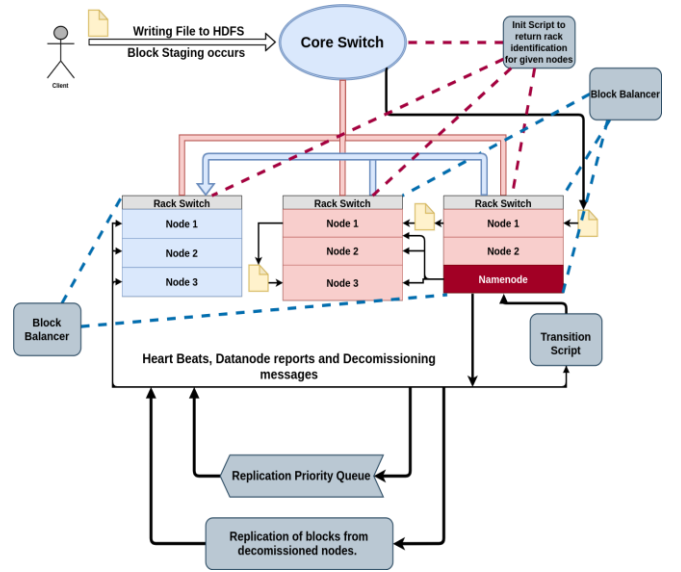 Writing File to HDFS
Block Staging occurs
Client
Core Switch
Init Script to
return rack
identification
for given nodes
Block Balancer
Rack Switch
Node 1
Node 2
Node 3
Rack Switch
Node 1
Node 2
Node 3
Rack Switch
Node 1
Node 2
Namenode
Block
Balancer
Transition
Script
Heart Beats, Datanode reports and Decomissioning
messages
Replication Priority Queue
Replication of blocks from
decomissioned nodes.